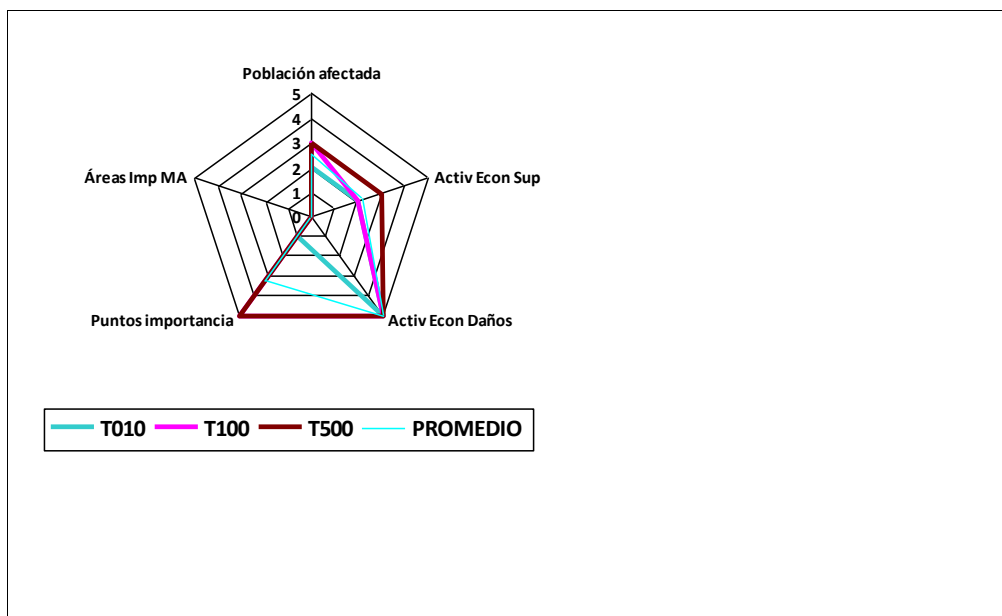 Población afectada
5
4
3
2
1
0
Áreas Imp MA
Activ Econ Sup
Puntos importancia
Activ Econ Daños
T010 T100 T500 PROMEDIO